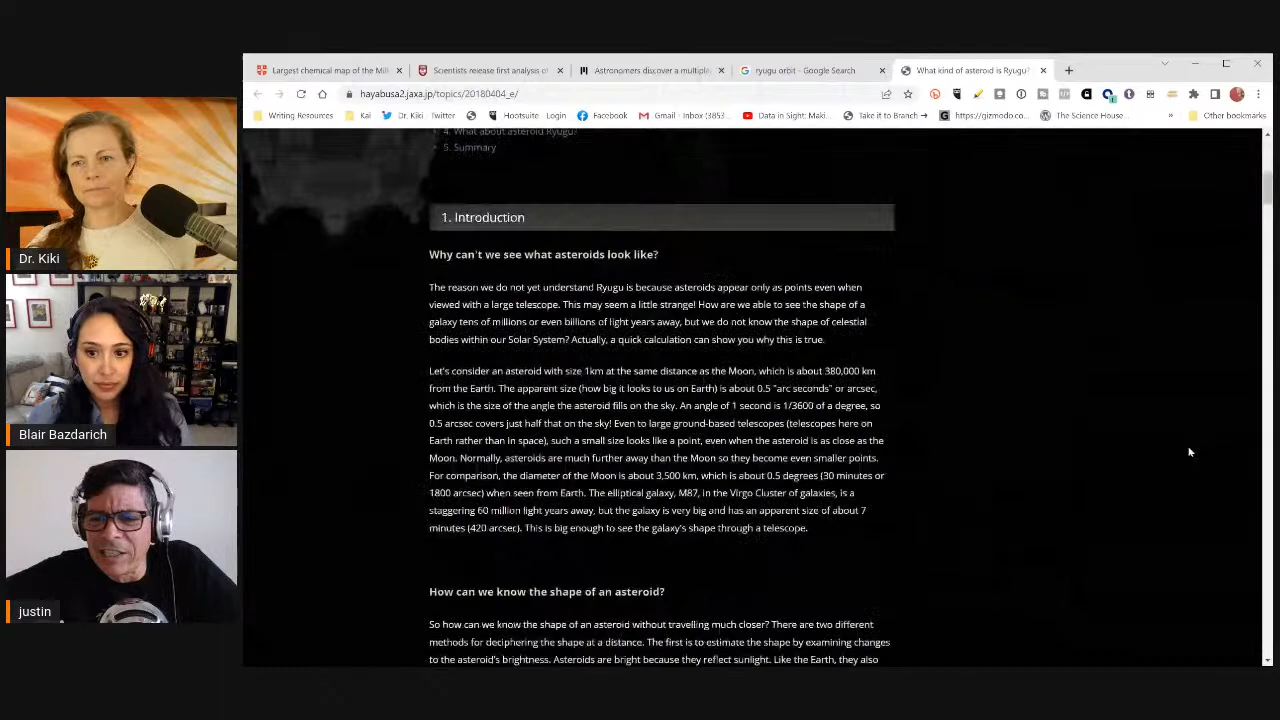 Largest chemical map of the Mill
Scientists release first analysis of
Astronomers discover a multipla
ryugu orbit - Google Search
What kind of asteroid is Ryugu?
hayabusa2.jaxa.jp/topics/20180404_e/
Writing Resources
Kai
Dr. Kiki Twitter
Hootsuite Login
Facebook
Gmail - Inbox (3853...
Data in Sight: Maki...
Take it to Branch →
https://gizmodo.co...
The Science House...
»
Other bookmarks
4. What about asteroid Ryugu?
5. Summary
1. Introduction
Why can't we see what asteroids look like?
The reason we do not yet understand Ryugu is because asteroids appear only as points even when
viewed with a large telescope. This may seem a little strange! How are we able to see the shape of a
galaxy tens of millions or even billions of light years away, but we do not know the shape of celestial
bodies within our Solar System? Actually, a quick calculation can show you why this is true.
Let's consider an asteroid with size 1km at the same distance as the Moon, which is about 380,000 km
from the Earth. The apparent size (how big it looks to us on Earth) is about 0.5 "arc seconds" or arcsec,
which is the size of the angle the asteroid fills on the sky. An angle of 1 second is 1/3600 of a degree, so
0.5 arcsec covers just half that on the sky! Even to large ground-based telescopes (telescopes here on
Earth rather than in space), such a small size looks like a point, even when the asteroid is as close as the
Moon. Normally, asteroids are much further away than the Moon so they become even smaller points.
For comparison, the diameter of the Moon is about 3,500 km, which is about 0.5 degrees (30 minutes or
1800 arcsec) when seen from Earth. The elliptical galaxy, M87, in the Virgo Cluster of galaxies, is a
staggering 60 million light years away, but the galaxy is very big and has an apparent size of about 7
minutes (420 arcsec). This is big enough to see the galaxy's shape through a telescope.
How can we know the shape of an asteroid?
So how can we know the shape of an asteroid without travelling much closer? There are two different
methods for deciphering the shape at a distance. The first is to estimate the shape by examining changes
to the asteroid's brightness. Asteroids are bright because they reflect sunlight. Like the Earth, they also
Dr. Kiki
Blair Bazdarich
justin